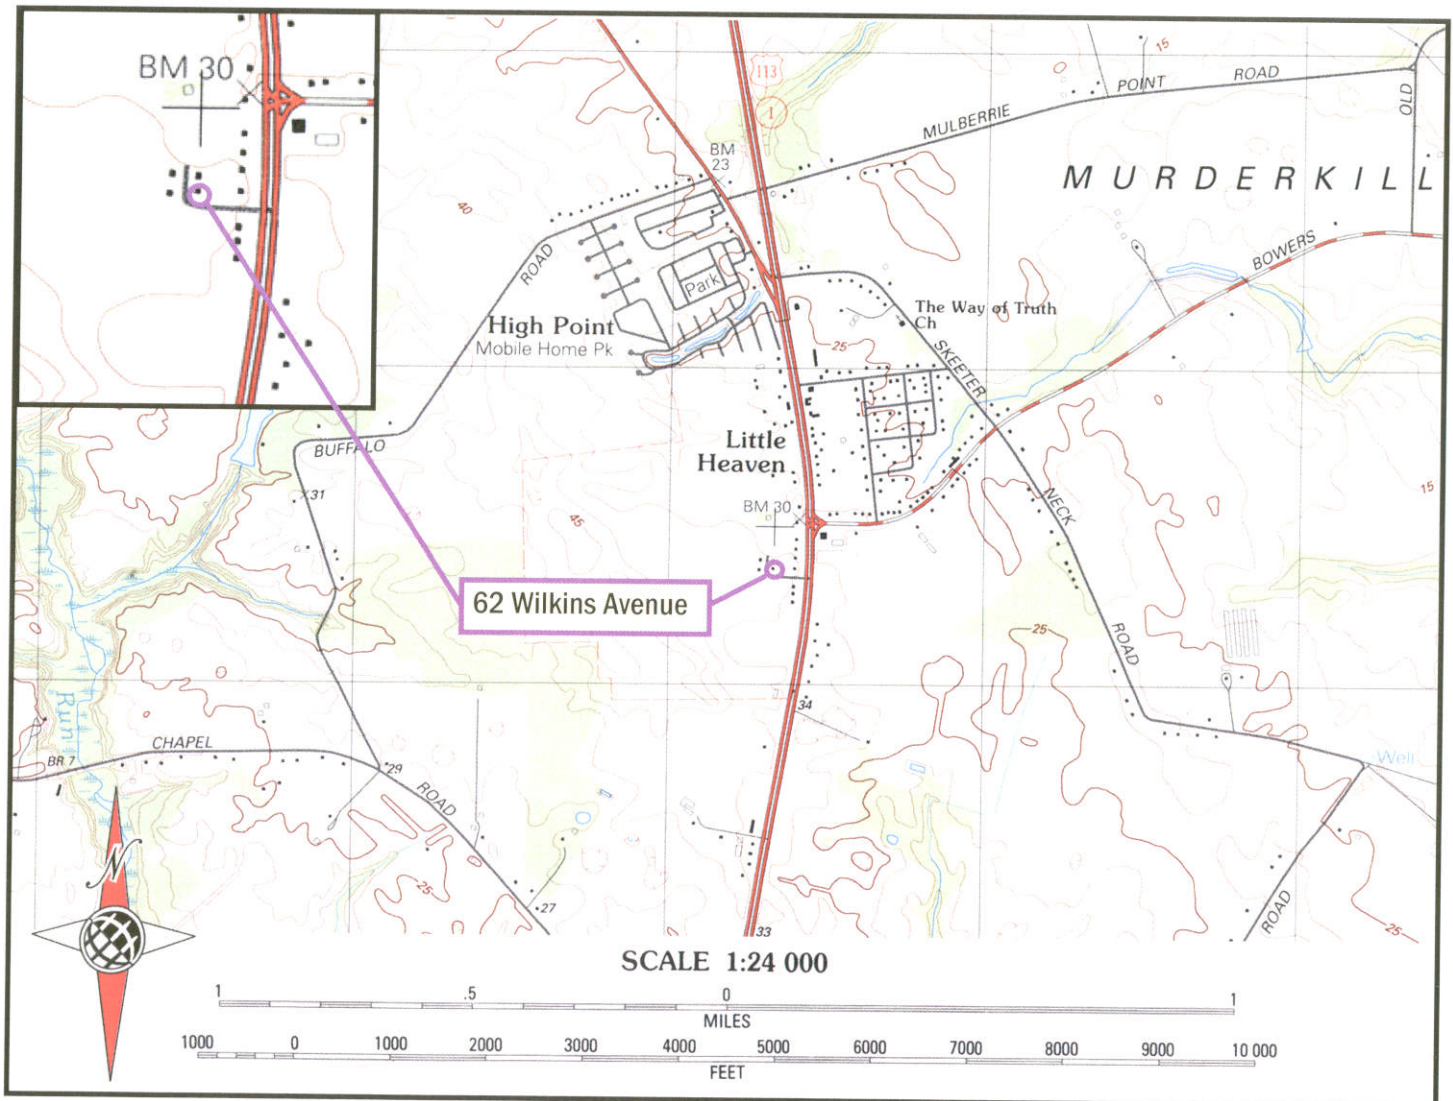 BM 30
113
1
15
MULBERRIE
POINT
ROAD
OLD
BM
23
MURDERKILL
40
ROAD
Park
BOWERS
High Point
Mobile Home Pk
The Way of Truth
Ch
25
SKEETER
BUFFALO
Little
Heaven
31
45
BM 30
NECK
15
62 Wilkins Avenue
ROAD
25
Run
34
CHAPEL
BR 7
29
ROAD
Well
25
27
33
ROAD
25
N
SCALE 1:24 000
1 .5 0 1
MILES
1000 0 1000 2000 3000 4000 5000 6000 7000 8000 9000 10 000
FEET